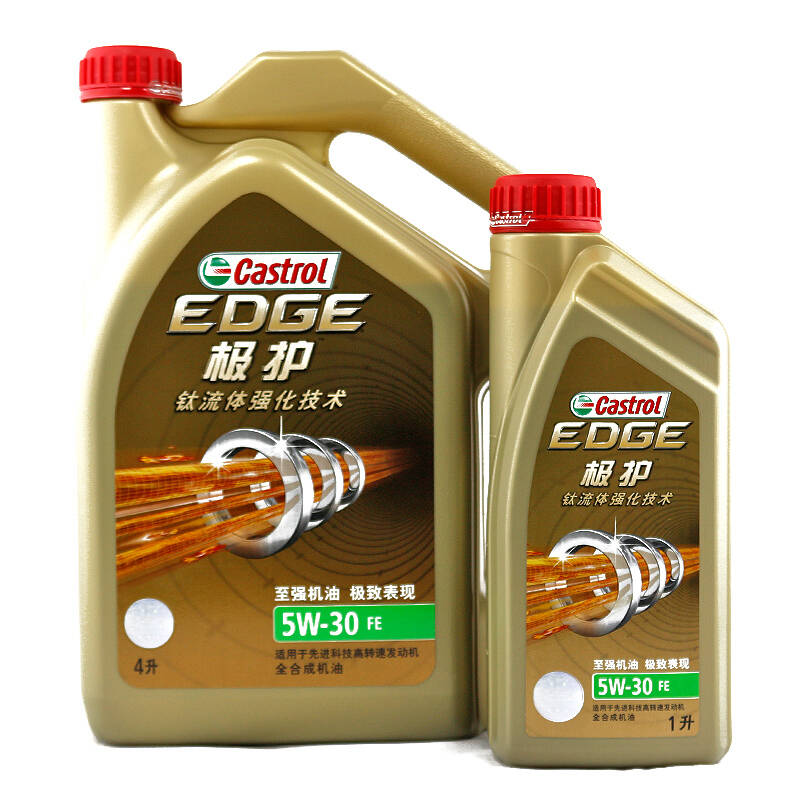 Castrol
EDGE
极护
钛流体强化技术
至强机油 极致表现
5W-30 FE
适用于先进科技高转速发动机
全合成机油
4升
Castrol
Castrol
EDGE
极护
钛流体强化技术
至强机油 极致表现
5W-30 FE
适用于先进科技高转速发动机
全合成机油
1升